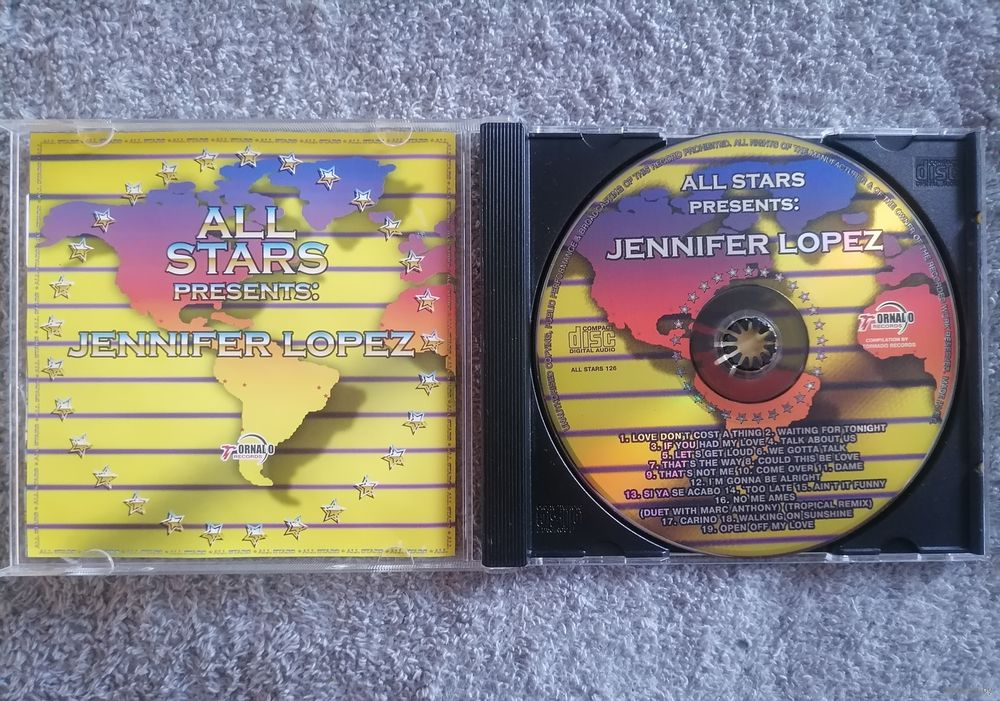 ALL
STARS
PRESENTS:
JENNIFER LOPEZ
TORNADO
RECORDS
ALL STARS
PRESENTS:
JENNIFER LOPEZ
COMPACT
disc
DIGITAL AUDIO
ALL STARS 126
TORNADO
RECORDS
COMPILATION BY
TORNADO RECORDS
1. LOVE DON'T COST A THING 2. WAITING FOR TONIGHT
3. IF YOU HAD MY LOVE 4. TALK ABOUT US
5. LET'S GET LOUD 6. WE GOTTA TALK
7. THAT'S THE WAY 8. COULD THIS BE LOVE
9. THAT'S NOT ME 10. COME OVER 11. DAME
12. I'M GONNA BE ALRIGHT
13. SI YA SE ACABO 14. TOO LATE 15. AIN'T IT FUNNY
16. NO ME AMES
(DUET WITH MARC ANTHONY) (TROPICAL REMIX)
17. CARINO 18. WALKING ON SUNSHINE
19. OPEN OFF MY LOVE
disc